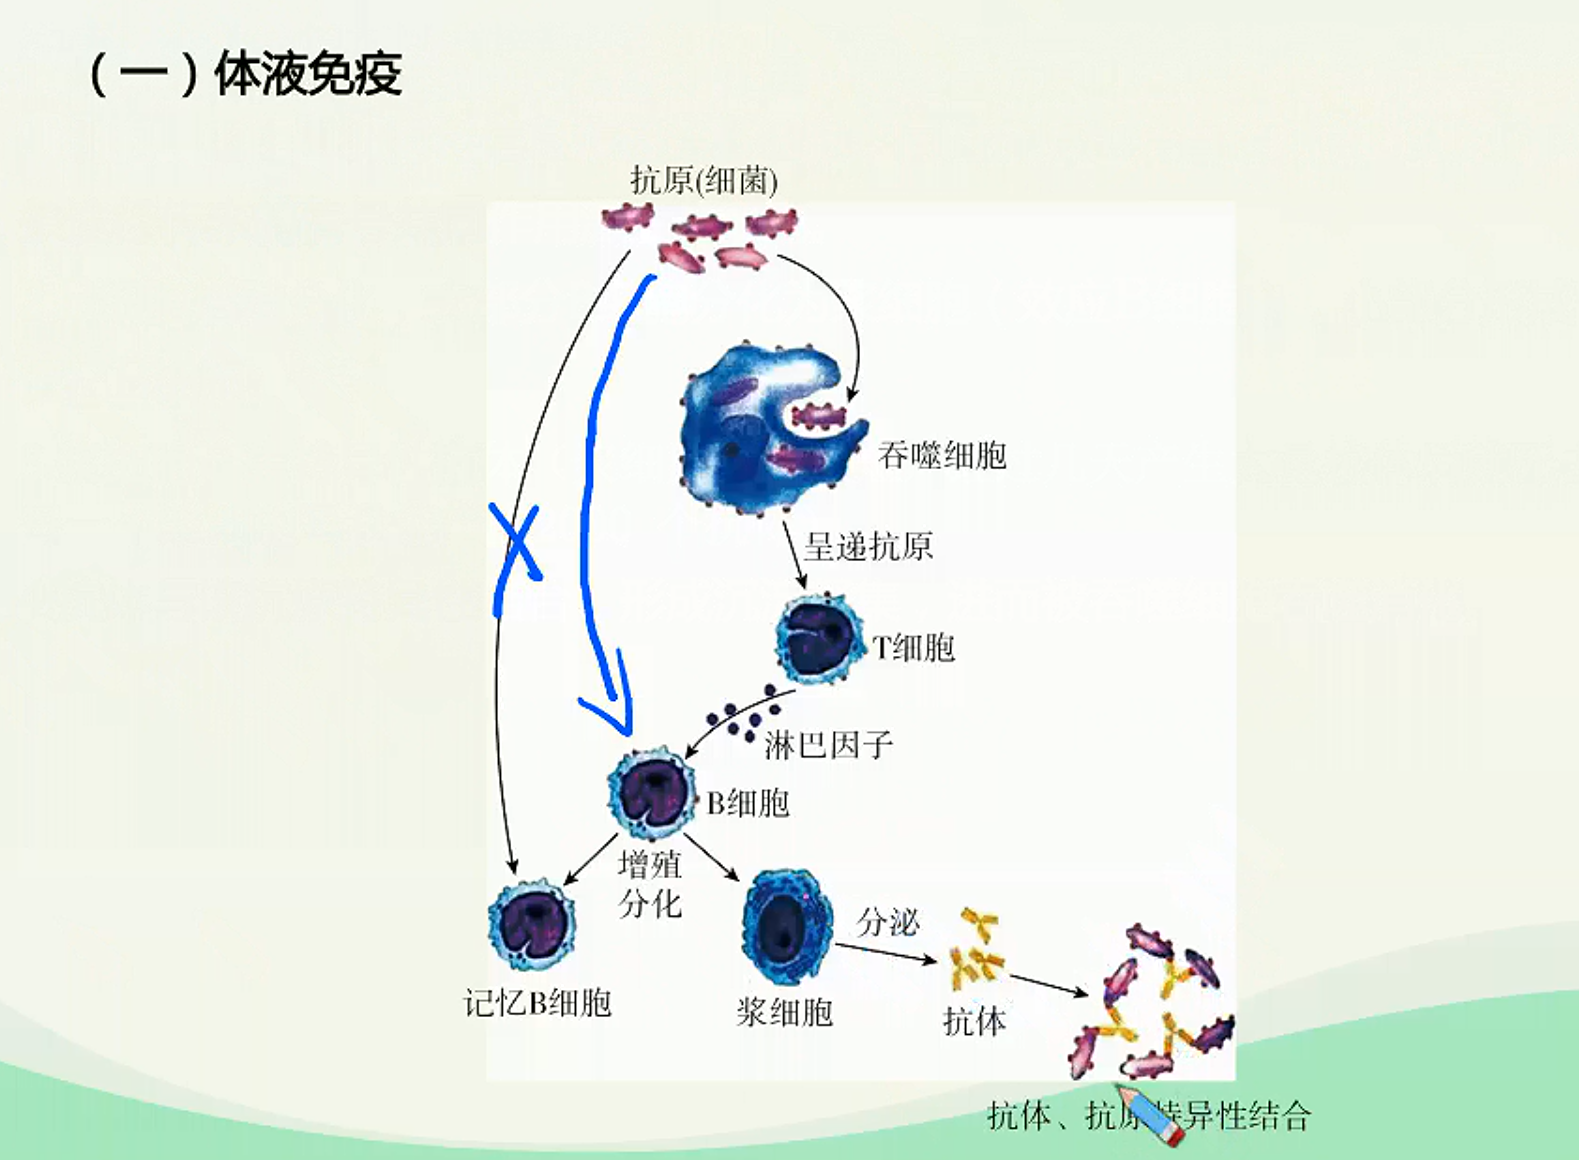 （一）体液免疫
抗原(细菌)
吞噬细胞
呈递抗原
T细胞
淋巴因子
B细胞
增殖
分化
分泌
记忆B细胞
浆细胞
抗体
抗体、抗原特异性结合